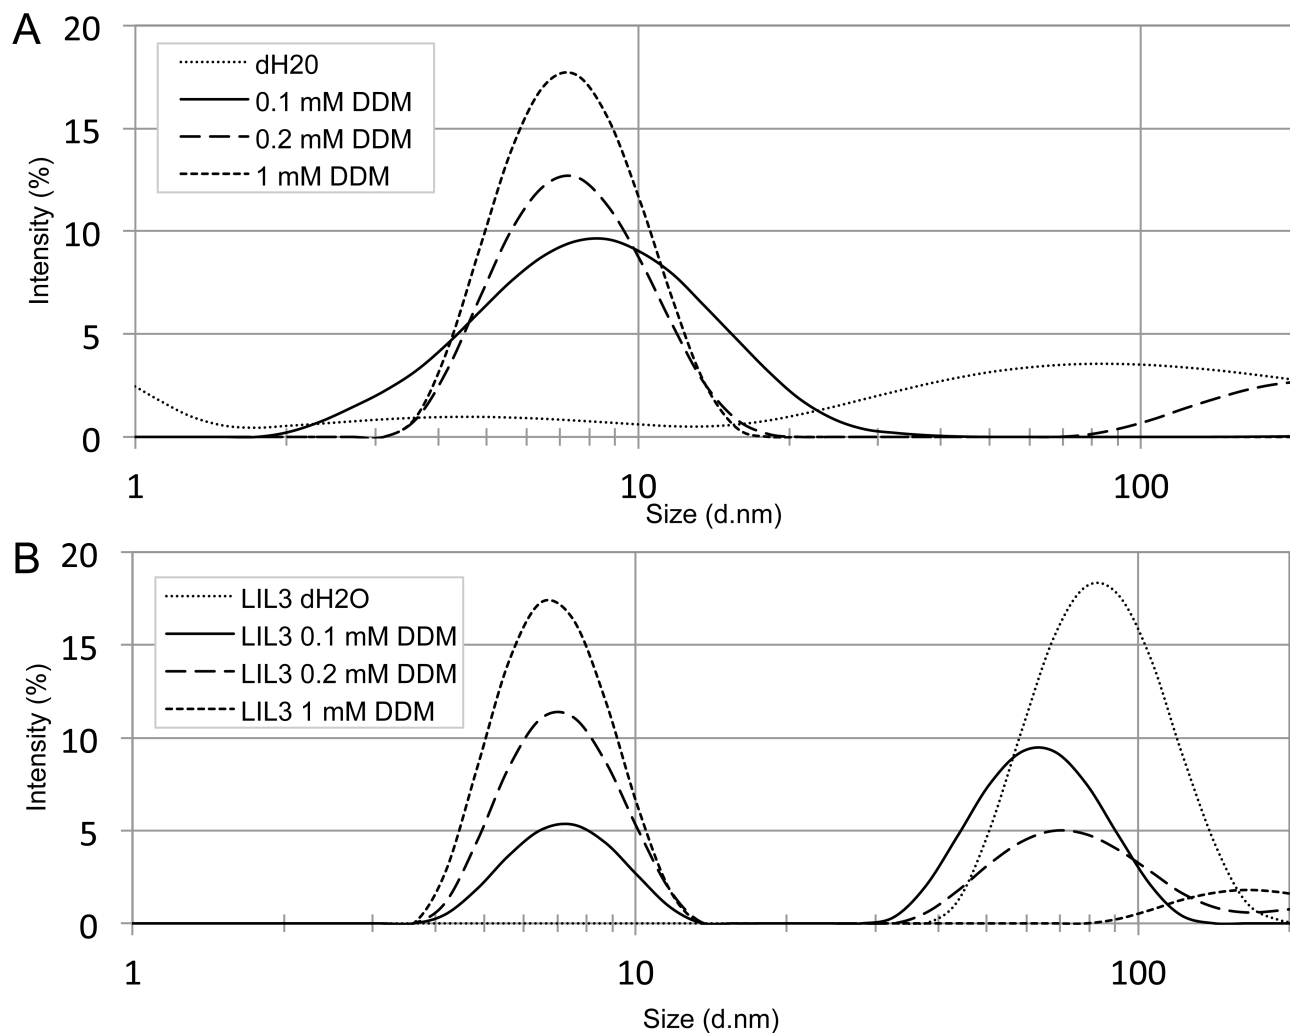 A
20
15
10
5
0
Intensity (%)
dH20
0.1 mM DDM
0.2 mM DDM
1 mM DDM
1 10 100
Size (d.nm)
B
20
15
10
5
0
Intensity (%)
LIL3 dH2O
LIL3 0.1 mM DDM
LIL3 0.2 mM DDM
LIL3 1 mM DDM
1 10 100
Size (d.nm)